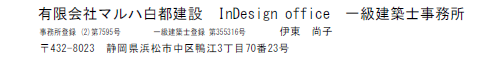 有限会社マルハ白都建設　InDesign office　一級建築士事務所
事務所登録 (2)第7595号　　一級建築士登録 第355316号　　伊東　尚子
〒432-8023　静岡県浜松市中区鴨江3丁目70番23号